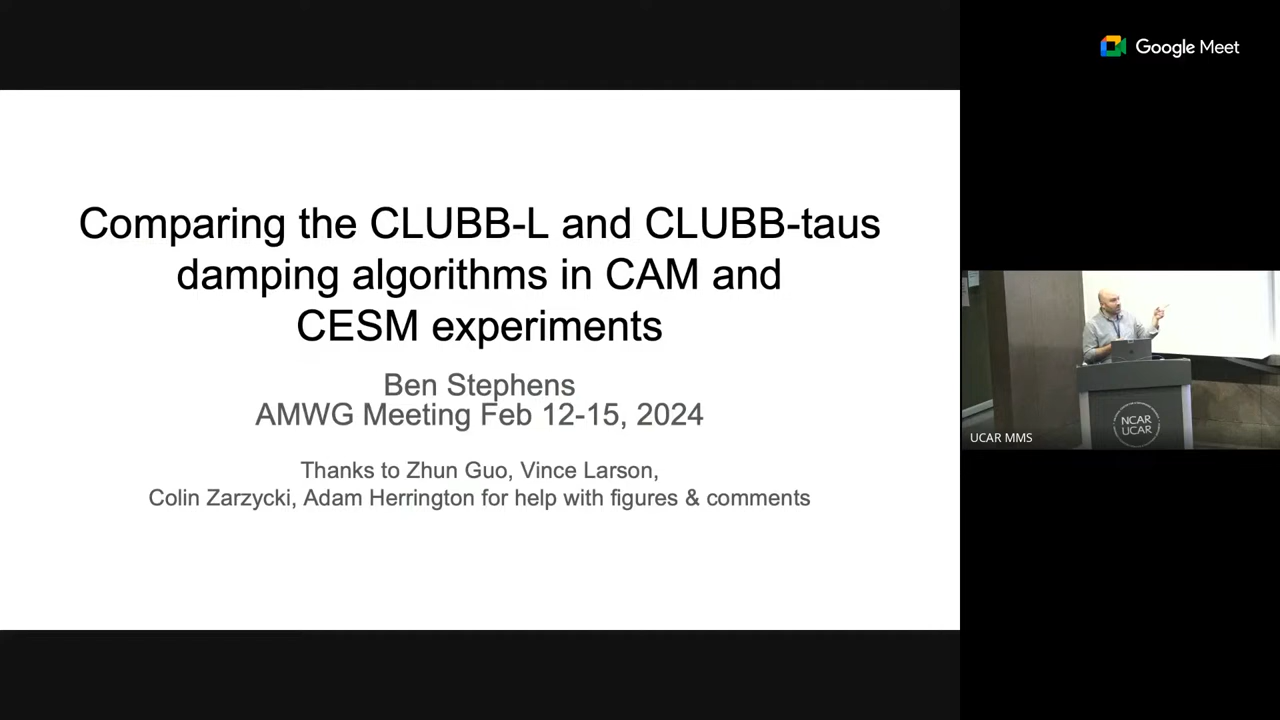 Google Meet
Comparing the CLUBB-L and CLUBB-taus
damping algorithms in CAM and
CESM experiments
Ben Stephens
AMWG Meeting Feb 12-15, 2024
Thanks to Zhun Guo, Vince Larson,
Colin Zarzycki, Adam Herrington for help with figures & comments
NCAR
UCAR
UCAR MMS